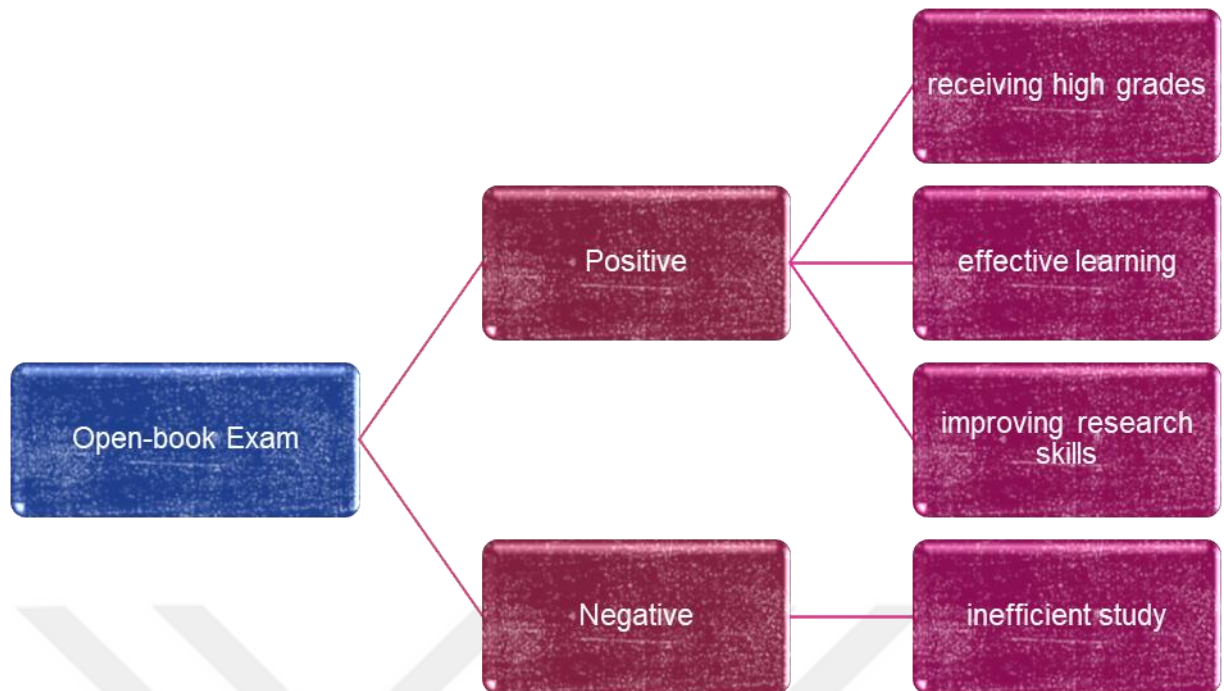 receiving high grades
Positive
effective learning
Open-book Exam
improving research
skills
Negative
inefficient study